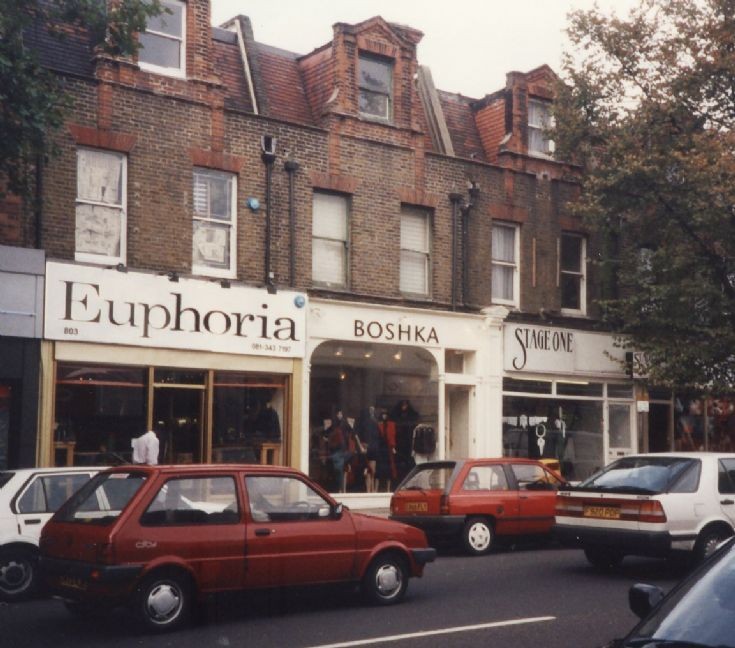 Euphoria
803
081-343-7197
BOSHKA
STAGE ONE